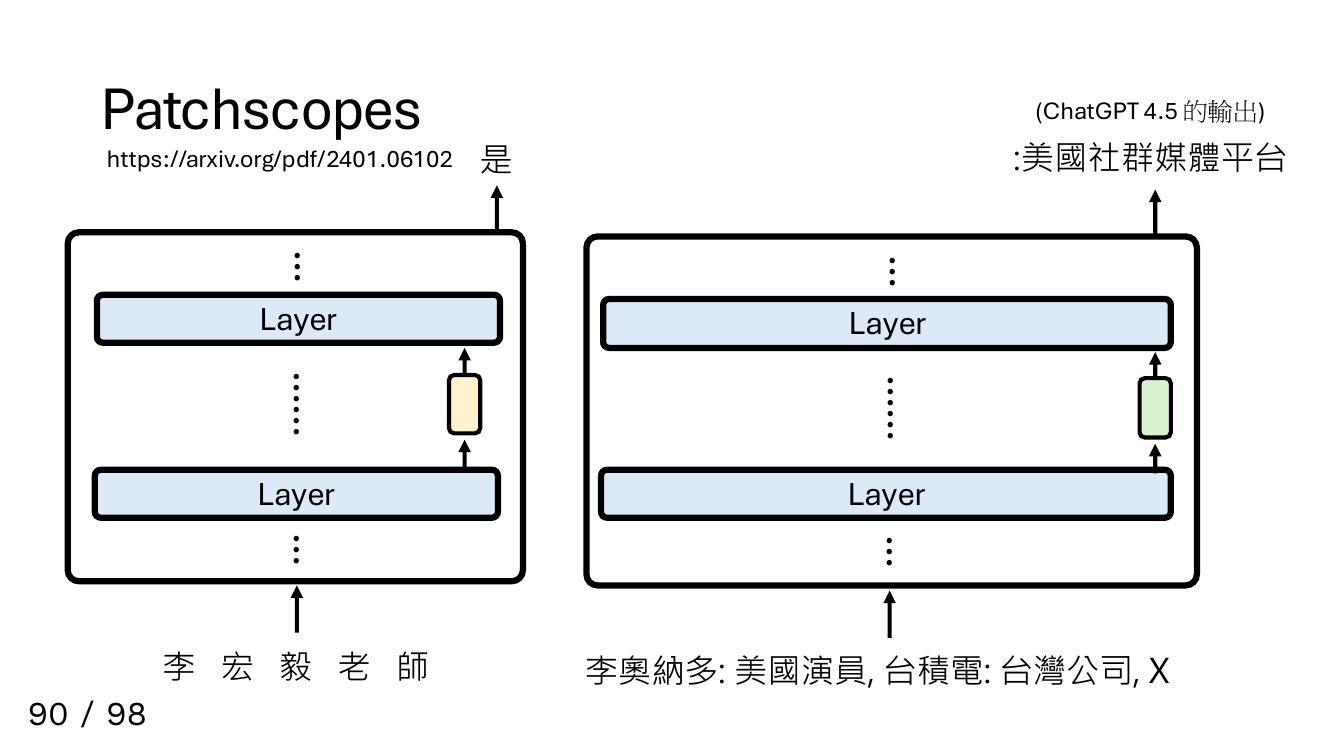 Patchscopes
https://arxiv.org/pdf/2401.06102
是
(ChatGPT 4.5 的輸出)
:美國社群媒體平台
Layer
Layer
Layer
Layer
李 宏 毅 老 師
李奧納多: 美國演員, 台積電: 台灣公司, X
90 / 98